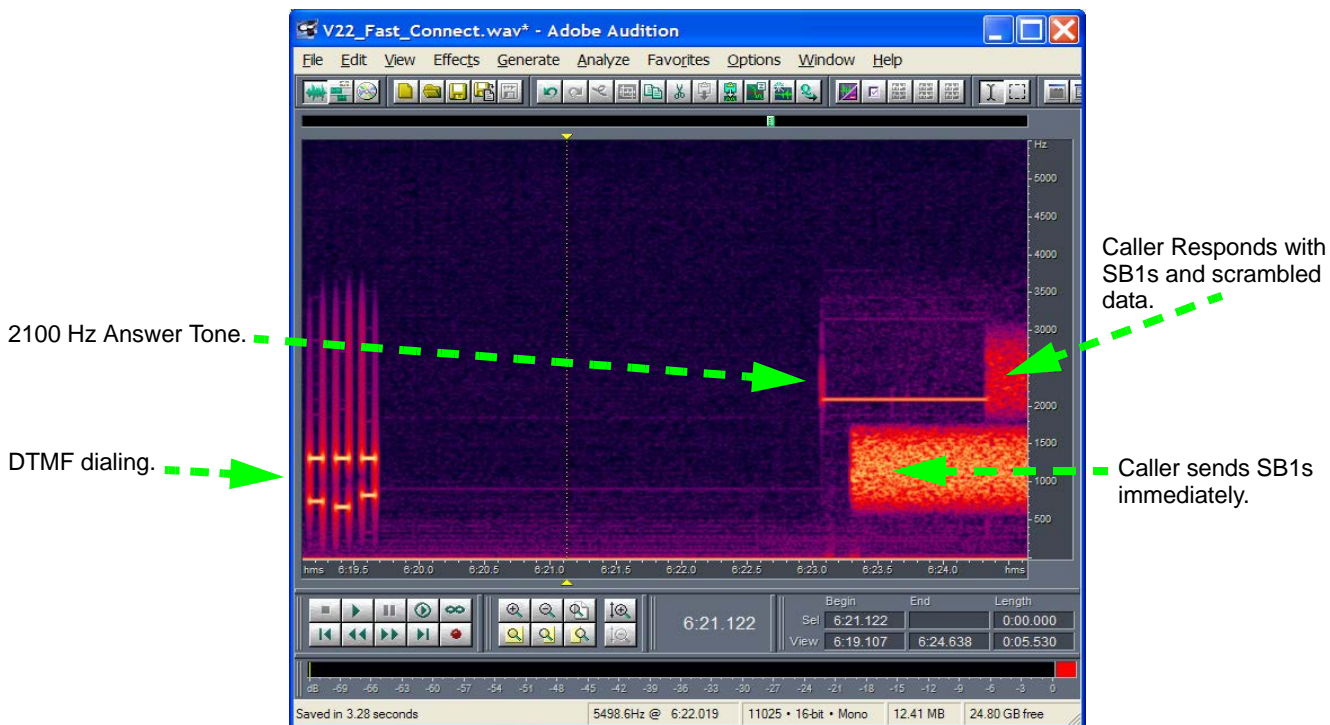 V22_Fast_Connect.wav* - Adobe Audition
File Edit View Effects Generate Analyze Favorites Options Window Help
Hz
5000
4500
4000
3500
3000
2000
1500
1000
500
2100 Hz Answer Tone.
DTMF dialing.
Caller Responds with
SB1s and scrambled
data.
Caller sends SB1s
immediately.
hms 6:19.5 6:20.0 6:20.5 6:21.0 6:21.5 6:22.0 6:22.5 6:23.0 6:23.5 6:24.0 hms
6:21.122
Begin End Length
Sel 6:21.122 0:00.000
View 6:19.107 6:24.638 0:05.530
dB -69 -66 -63 -60 -57 -54 -51 -48 -45 -42 -39 -36 -33 -30 -27 -24 -21 -18 -15 -12 -9 -6 -3 0
Saved in 3.28 seconds 5498.6Hz @ 6:22.019 11025 • 16-bit • Mono 12.41 MB 24.80 GB free